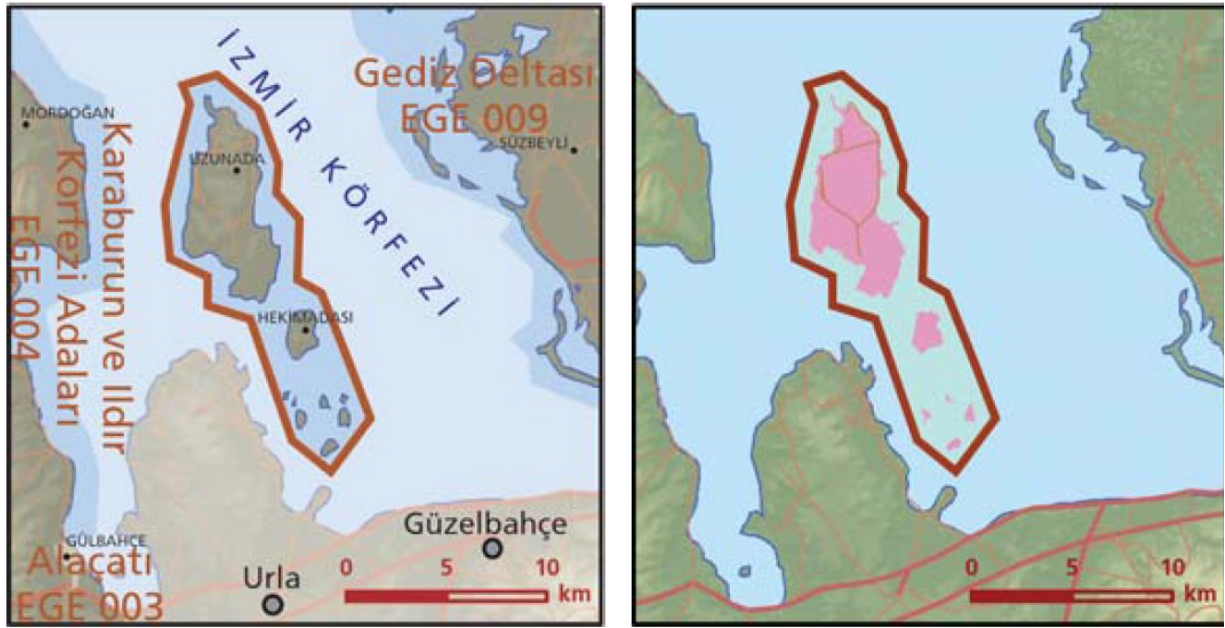 İZMİR KÖRFEZİ
Gediz Deltası
EGE 009
MORDOĞAN
SÜZBEYLİ
UZUNADA
Karaburun ve Ildır
Körfezi Adaları
EGE 004
HEKİMADASI
GÜLBAHÇE
Alaçatı
EGE 003
Urla
Güzelbahçe
0 5 10
km
0 5 10
km